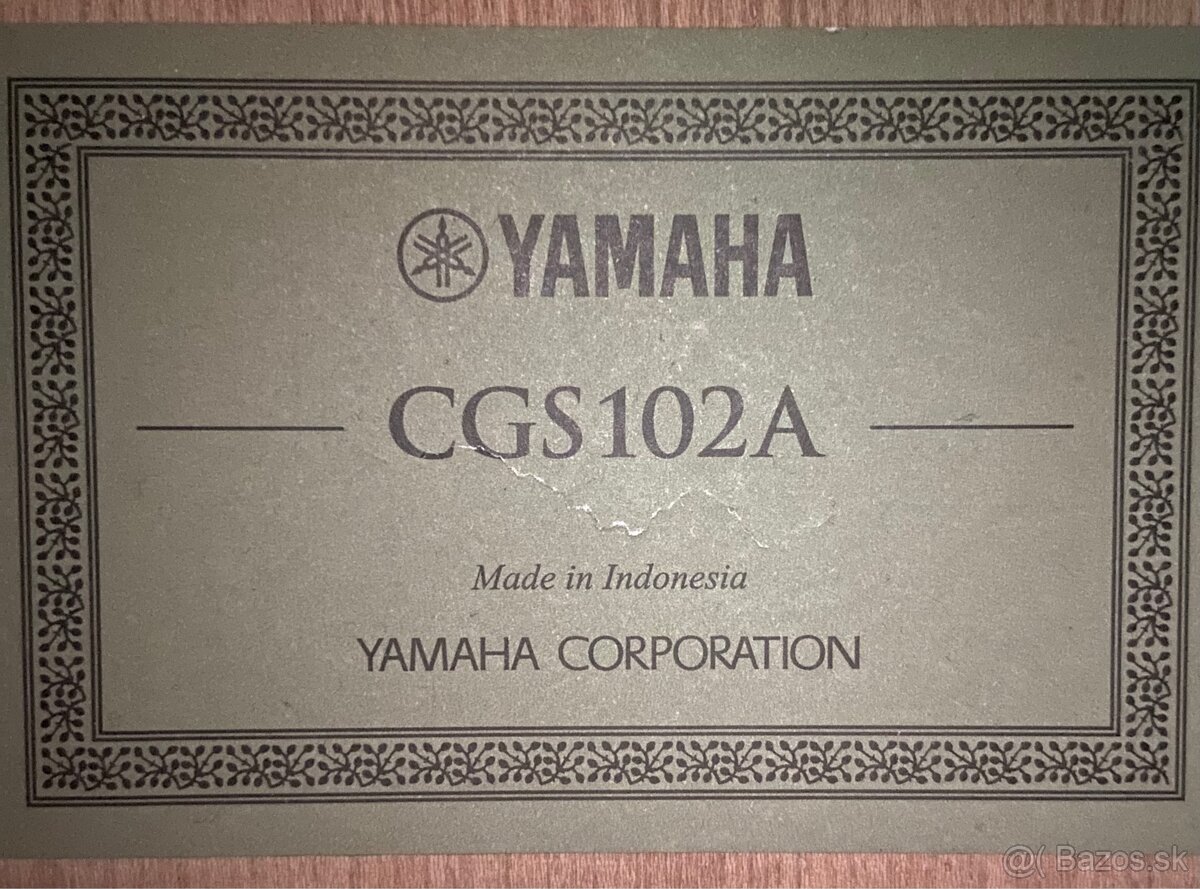 YAMAHA
CGS102A
Made in Indonesia
YAMAHA CORPORATION
@( Bazos.sk